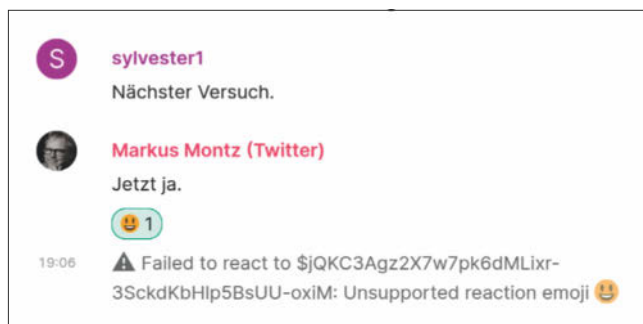 S
sylvester1
Nächster Versuch.
Markus Montz (Twitter)
Jetzt ja.
😃 1
19:06 ⚠ Failed to react to $jQKC3Agz2X7w7pk6dMLixr-
3SckdKbHlp5BsUU-oxiM: Unsupported reaction emoji 😃